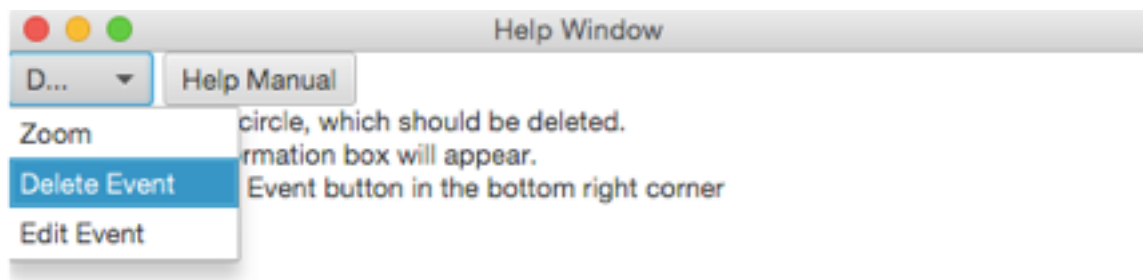 Help Window
D... Help Manual
Zoom
circle, which should be deleted.
rmation box will appear.
Delete Event
Event button in the bottom right corner
Edit Event